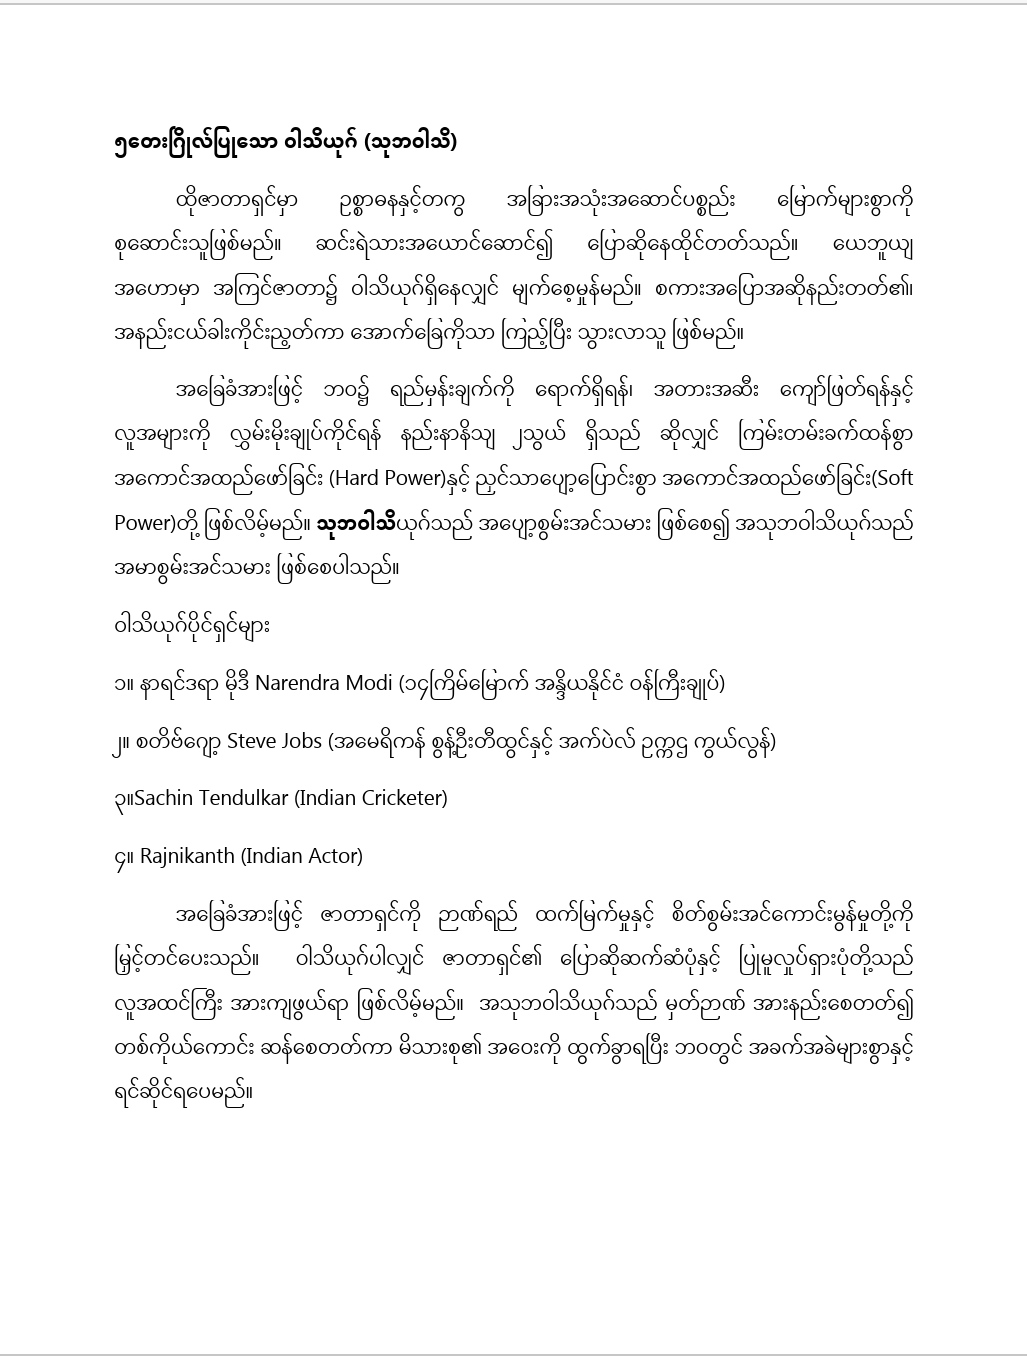 ၅တေးဂြိုလ်ပြုသော ဝါသိယုဂ် (သုဘဝါသိ)
ထိုဇာတာရှင်မှာ ဥစ္စာဓနနှင့်တကွ အခြားအသုံးအဆောင်ပစ္စည်း မြောက်များစွာကို
စုဆောင်းသူဖြစ်မည်။ ဆင်းရဲသားအယောင်ဆောင်၍ ပြောဆိုနေထိုင်တတ်သည်။ ယေဘူယျ
အဟောမှာ အကြင်ဇာတာ၌ ဝါသိယုဂ်ရှိနေလျှင် မျက်စေ့မှုန်မည်။ စကားအပြောအဆိုနည်းတတ်၏၊
အနည်းငယ်ခါးကိုင်းညွတ်ကာ အောက်ခြေကိုသာ ကြည့်ပြီး သွားလာသူ ဖြစ်မည်။
အခြေခံအားဖြင့် ဘဝ၌ ရည်မှန်းချက်ကို ရောက်ရှိရန်၊ အတားအဆီး ကျော်ဖြတ်ရန်နှင့်
လူအများကို လွှမ်းမိုးချုပ်ကိုင်ရန် နည်းနာနိသျ ၂သွယ် ရှိသည် ဆိုလျှင် ကြမ်းတမ်းခက်ထန်စွာ
အကောင်အထည်ဖော်ခြင်း (Hard Power)နှင့် ညှင်သာပျော့ပြောင်းစွာ အကောင်အထည်ဖော်ခြင်း(Soft
Power)တို့ ဖြစ်လိမ့်မည်။ သုဘဝါသိယုဂ်သည် အပျော့စွမ်းအင်သမား ဖြစ်စေ၍ အသုဘဝါသိယုဂ်သည်
အမာစွမ်းအင်သမား ဖြစ်စေပါသည်။
ဝါသိယုဂ်ပိုင်ရှင်များ
၁။ နာရင်ဒရာ မိုဒီ Narendra Modi (၁၄ကြိမ်မြောက် အန္ဒိယနိုင်ငံ ဝန်ကြီးချုပ်)
၂။ စတိဗ်ဂျော့ Steve Jobs (အမေရိကန် စွန့်ဦးတီထွင်နှင့် အက်ပဲလ် ဥက္ကဌ ကွယ်လွန်)
၃။Sachin Tendulkar (Indian Cricketer)
၄။ Rajnikanth (Indian Actor)
အခြေခံအားဖြင့် ဇာတာရှင်ကို ဉာဏ်ရည် ထက်မြက်မှုနှင့် စိတ်စွမ်းအင်ကောင်းမွန်မှုတို့ကို
မြှင့်တင်ပေးသည်။ ဝါသိယုဂ်ပါလျှင် ဇာတာရှင်၏ ပြောဆိုဆက်ဆံပုံနှင့် ပြုမူလှုပ်ရှားပုံတို့သည်
လူအထင်ကြီး အားကျဖွယ်ရာ ဖြစ်လိမ့်မည်။ အသုဘဝါသိယုဂ်သည် မှတ်ဉာဏ် အားနည်းစေတတ်၍
တစ်ကိုယ်ကောင်း ဆန်စေတတ်ကာ မိသားစု၏ အဝေးကို ထွက်ခွာရပြီး ဘဝတွင် အခက်အခဲများစွာနှင့်
ရင်ဆိုင်ရပေမည်။